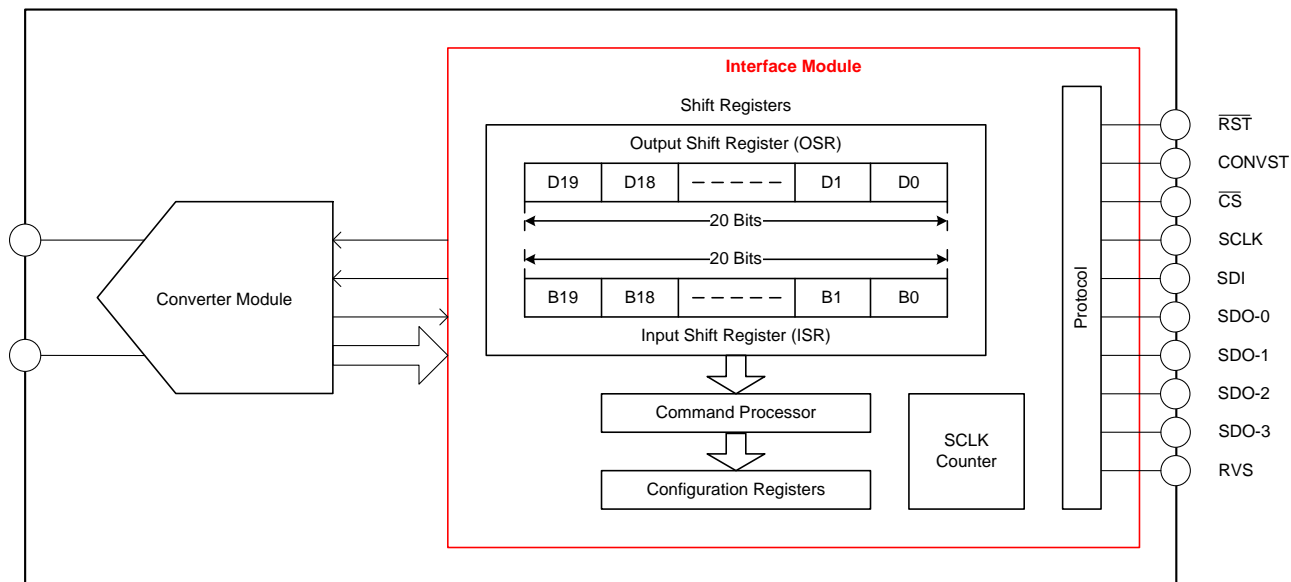 Interface Module
Shift Registers
Output Shift Register (OSR)
D19 D18 D1 D0
20 Bits
20 Bits
B19 B18 B1 B0
Input Shift Register (ISR)
Converter Module
Command Processor
Configuration Registers
SCLK
Counter
Protocol
R̅S̅T̅
CONVST
C̅S̅
SCLK
SDI
SDO-0
SDO-1
SDO-2
SDO-3
RVS